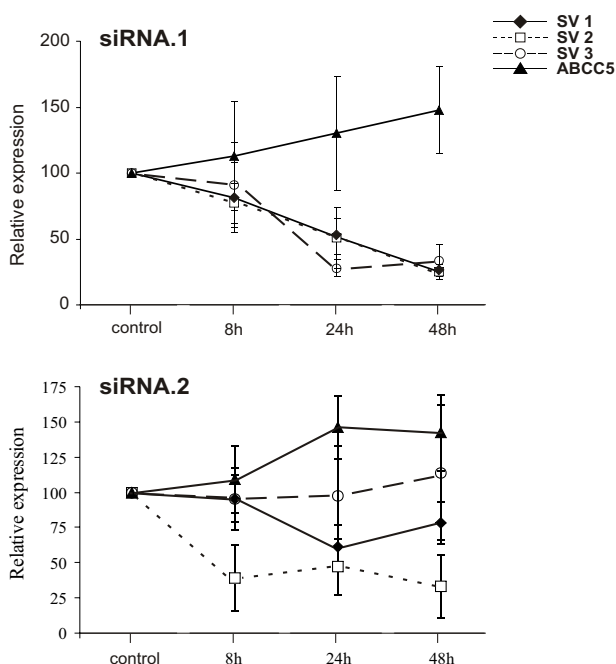 siRNA.1
SV 1
SV 2
SV 3
ABCC5
Relative expression
200
150
100
50
0
control 8h 24h 48h
siRNA.2
Relative expression
175
150
125
100
75
50
25
0
control 8h 24h 48h